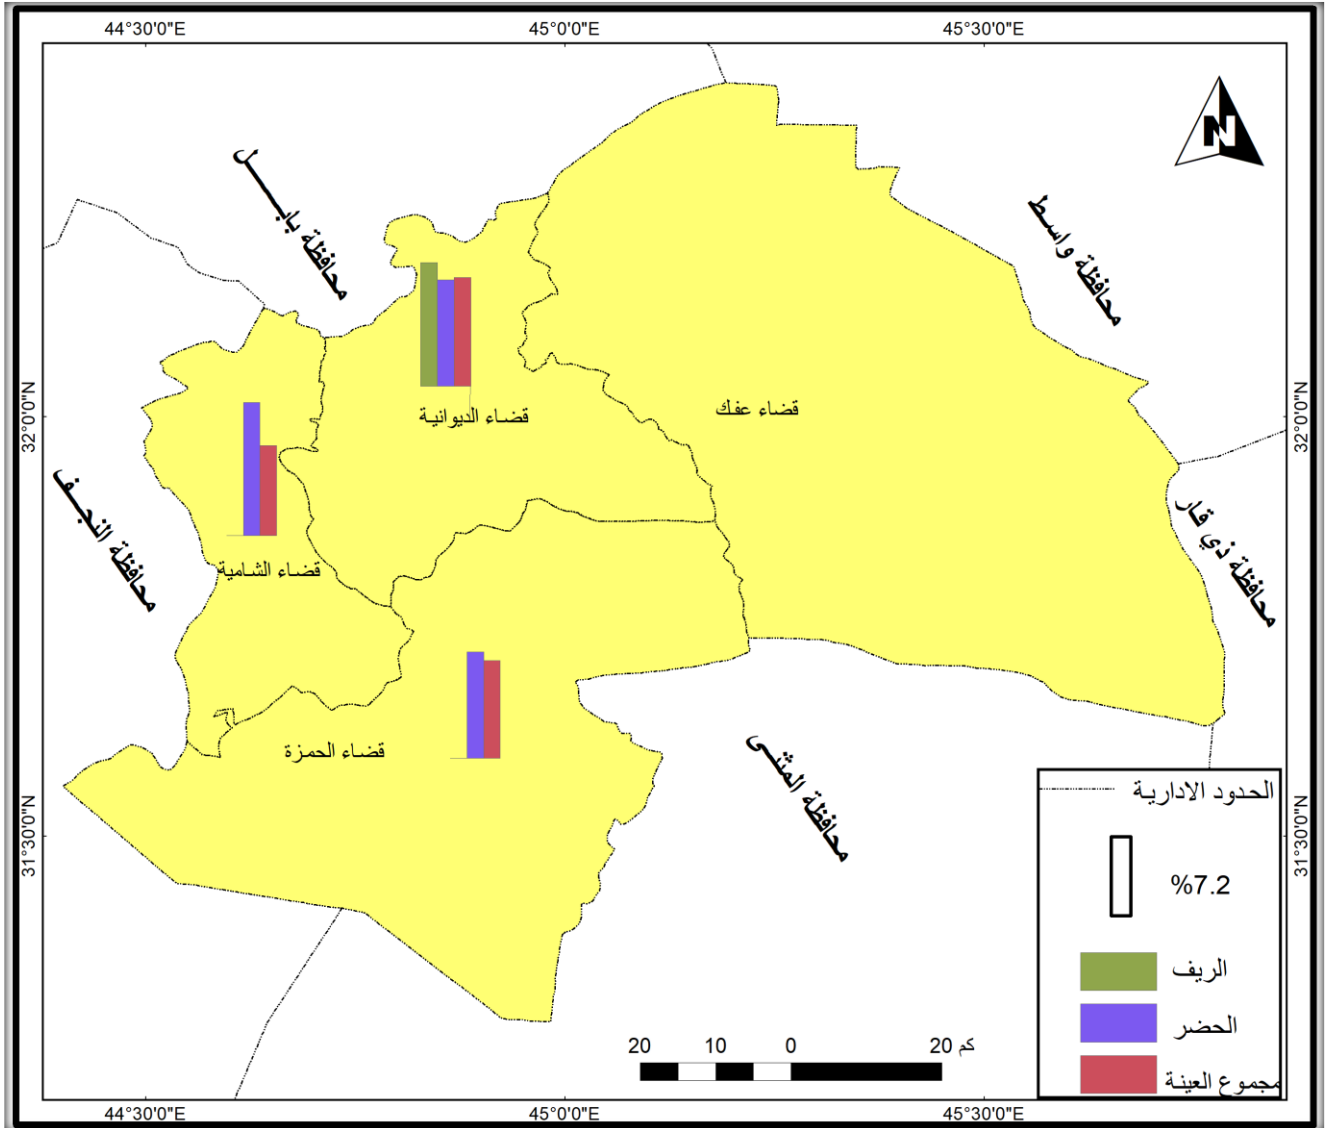 44°30'0"E
45°0'0"E
45°30'0"E
N
محافظة بابـــــل
محافظة واسط
32°0'0"N
32°0'0"N
قضاء عفك
قضاء الديوانية
محافظة النجـــف
محافظة ذي قار
قضاء الشامية
قضاء الحمزة
محافظة المثنـــى
31°30'0"N
31°30'0"N
الحدود الادارية
%7.2
الريف
الحضر
مجموع العينة
20 10 0 20 كم
44°30'0"E
45°0'0"E
45°30'0"E